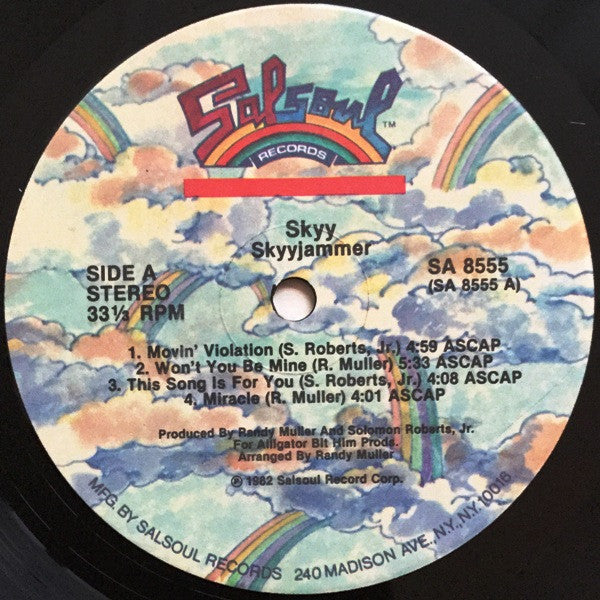 Salsoul
TM
RECORDS
Skyy
Skyyjammer
SIDE A
STEREO
33⅓ RPM
SA 8555
(SA 8555 A)
1. Movin' Violation (S. Roberts, Jr.) 4:59 ASCAP
2. Won't You Be Mine (R. Muller) 5:33 ASCAP
3. This Song Is For You (S. Roberts, Jr.) 4:08 ASCAP
4. Miracle (R. Muller) 4:01 ASCAP
Produced By Randy Muller And Solomon Roberts, Jr.
For Alligator Bit Him Prods.
Arranged By Randy Muller
℗ 1982 Salsoul Record Corp.
MFG. BY SALSOUL RECORDS 240 MADISON AVE., N.Y., N.Y. 10016